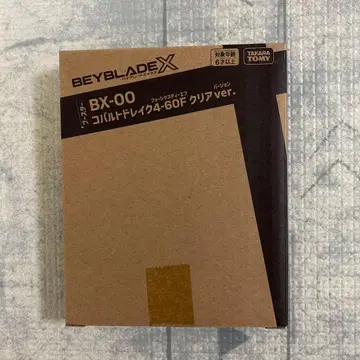 BEYBLADE X
対象年齢
6才以上
TAKARA
TOMY
ブースター
BX-00
フォーシックスティーエフ
バージョン
コバルトドレイク4-60F クリアver.